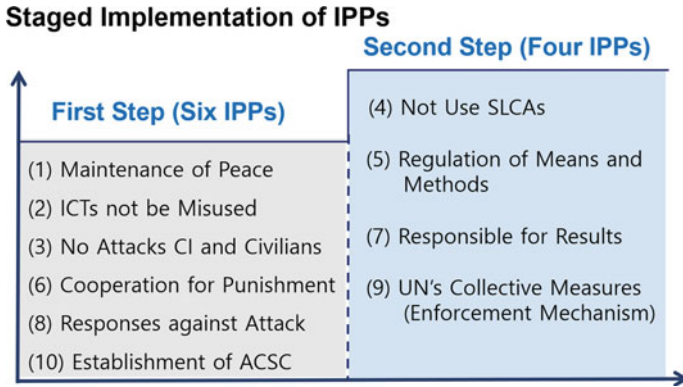 Staged Implementation of IPPs
First Step (Six IPPs)
(1) Maintenance of Peace
(2) ICTs not be Misused
(3) No Attacks CI and Civilians
(6) Cooperation for Punishment
(8) Responses against Attack
(10) Establishment of ACSC
Second Step (Four IPPs)
(4) Not Use SLCAs
(5) Regulation of Means and
Methods
(7) Responsible for Results
(9) UN's Collective Measures
(Enforcement Mechanism)